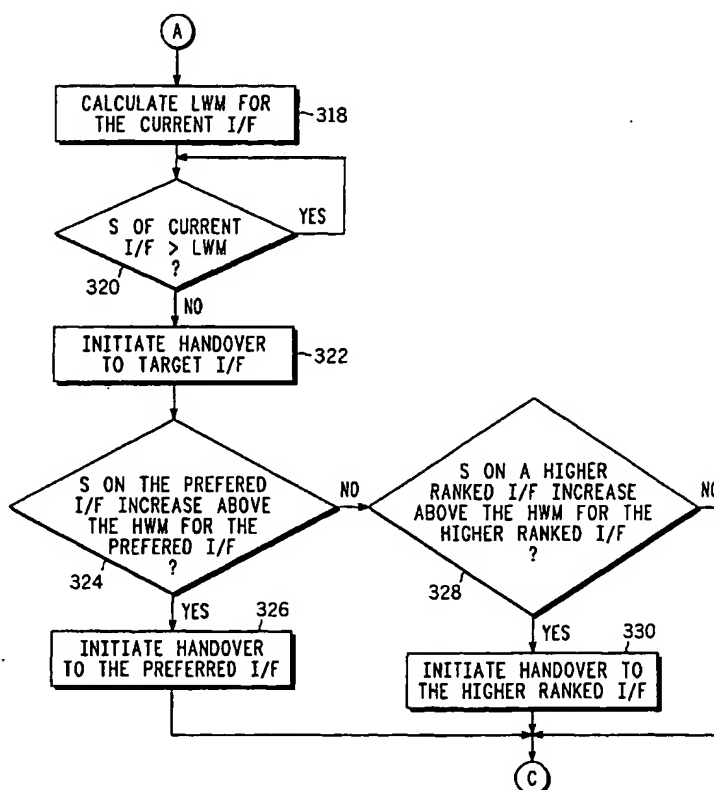 A
CALCULATE LWM FOR
THE CURRENT I/F
318
S OF CURRENT
I/F > LWM
?
YES
320
NO
INITIATE HANDOVER
TO TARGET I/F
322
S ON THE PREFERED
I/F INCREASE ABOVE
THE HWM FOR THE
PREFERED I/F
?
NO
324
YES
S ON A HIGHER
RANKED I/F INCREASE
ABOVE THE HWM FOR THE
HIGHER RANKED I/F
?
328
YES
326
INITIATE HANDOVER
TO THE PREFERRED I/F
330
INITIATE HANDOVER TO
THE HIGHER RANKED I/F
C